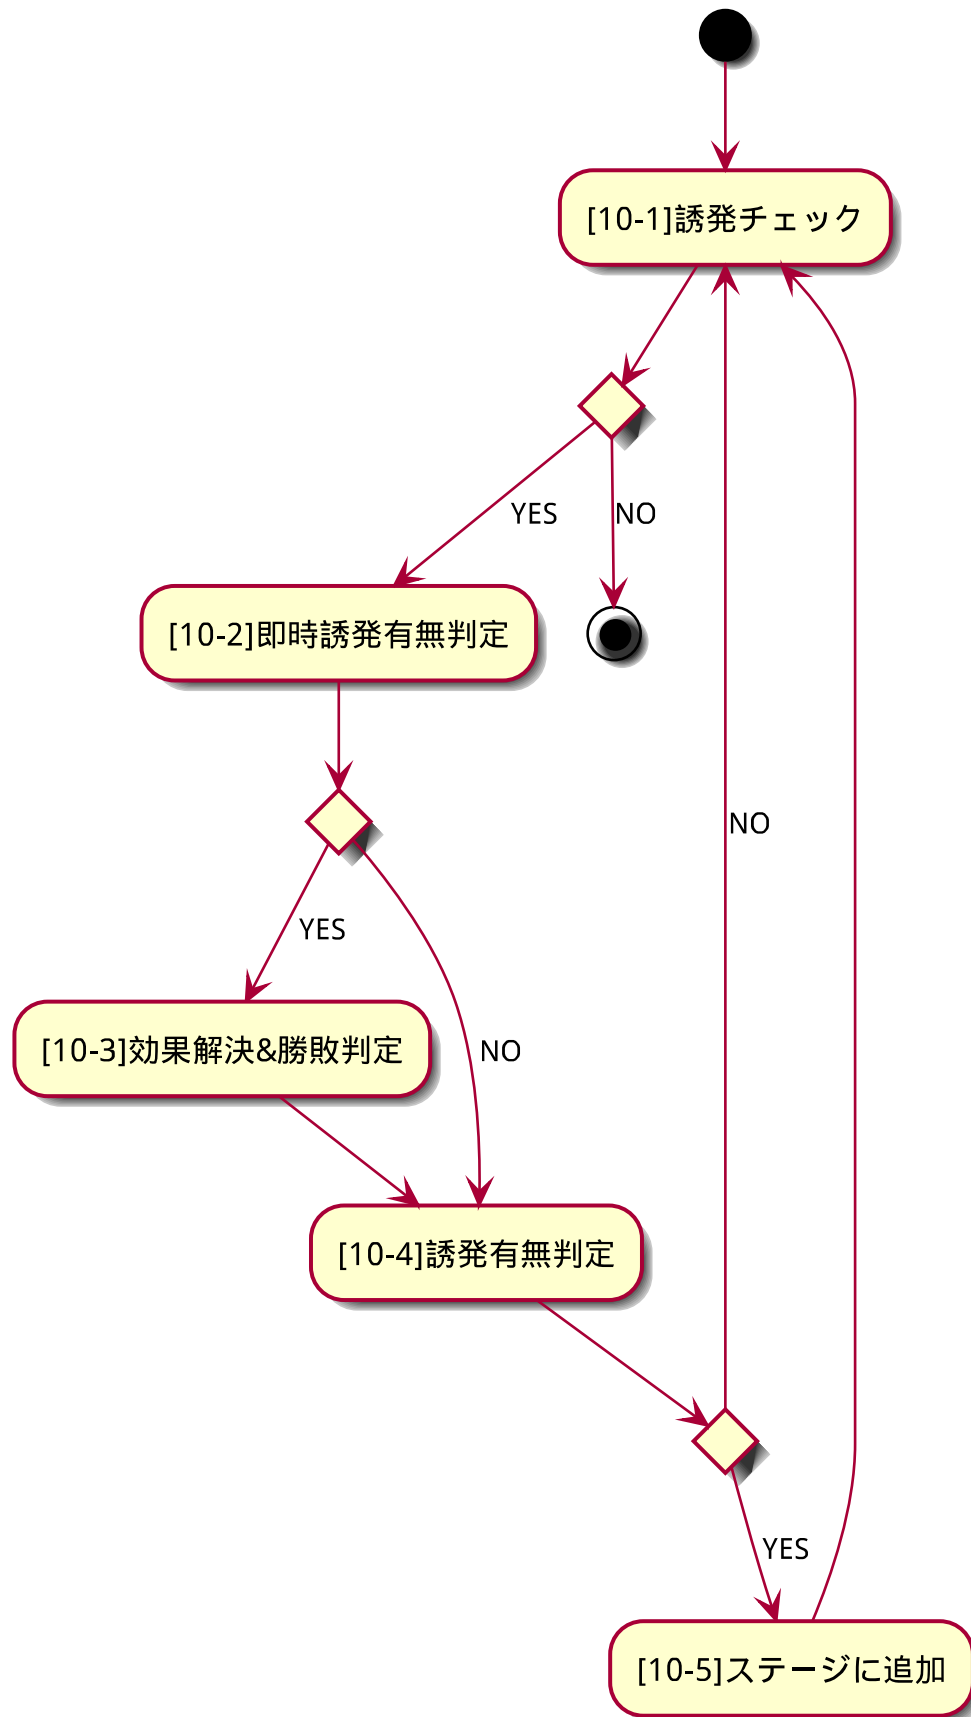 [10-1]誘発チェック
YES
NO
[10-2]即時誘発有無判定
NO
YES
[10-3]効果解決&勝敗判定
NO
[10-4]誘発有無判定
YES
[10-5]ステージに追加